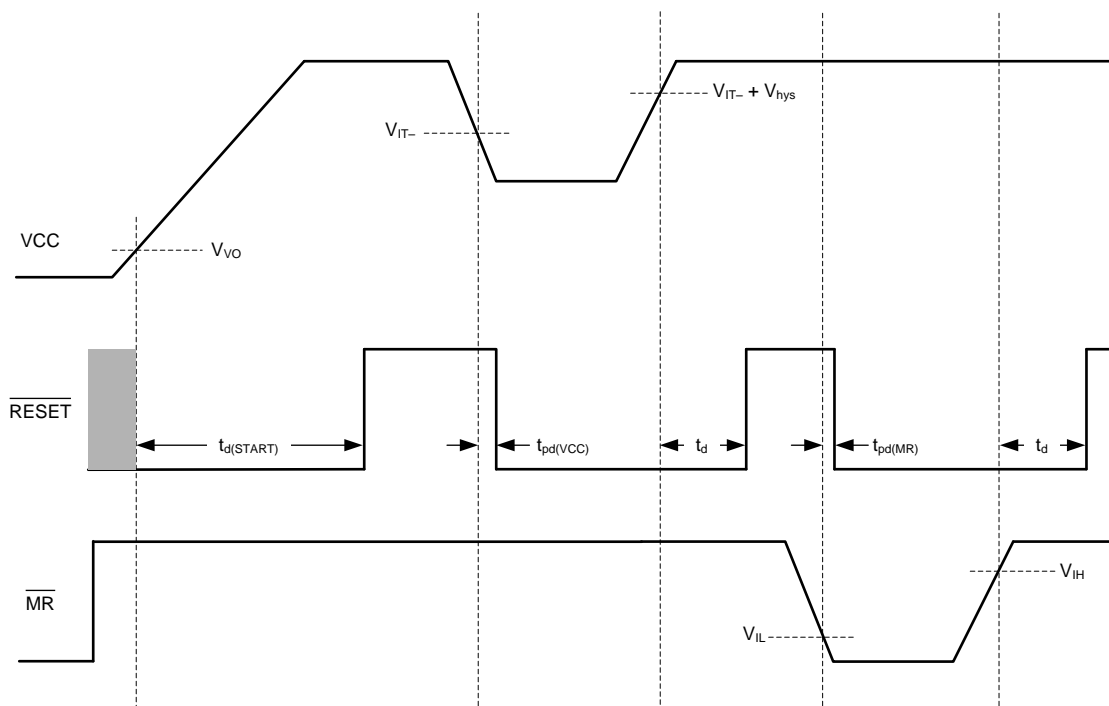 V_IT– + V_hys
V_IT–
VCC
V_VO
RESET
t_d(START)
t_pd(VCC)
t_d
t_pd(MR)
t_d
MR
V_IH
V_IL